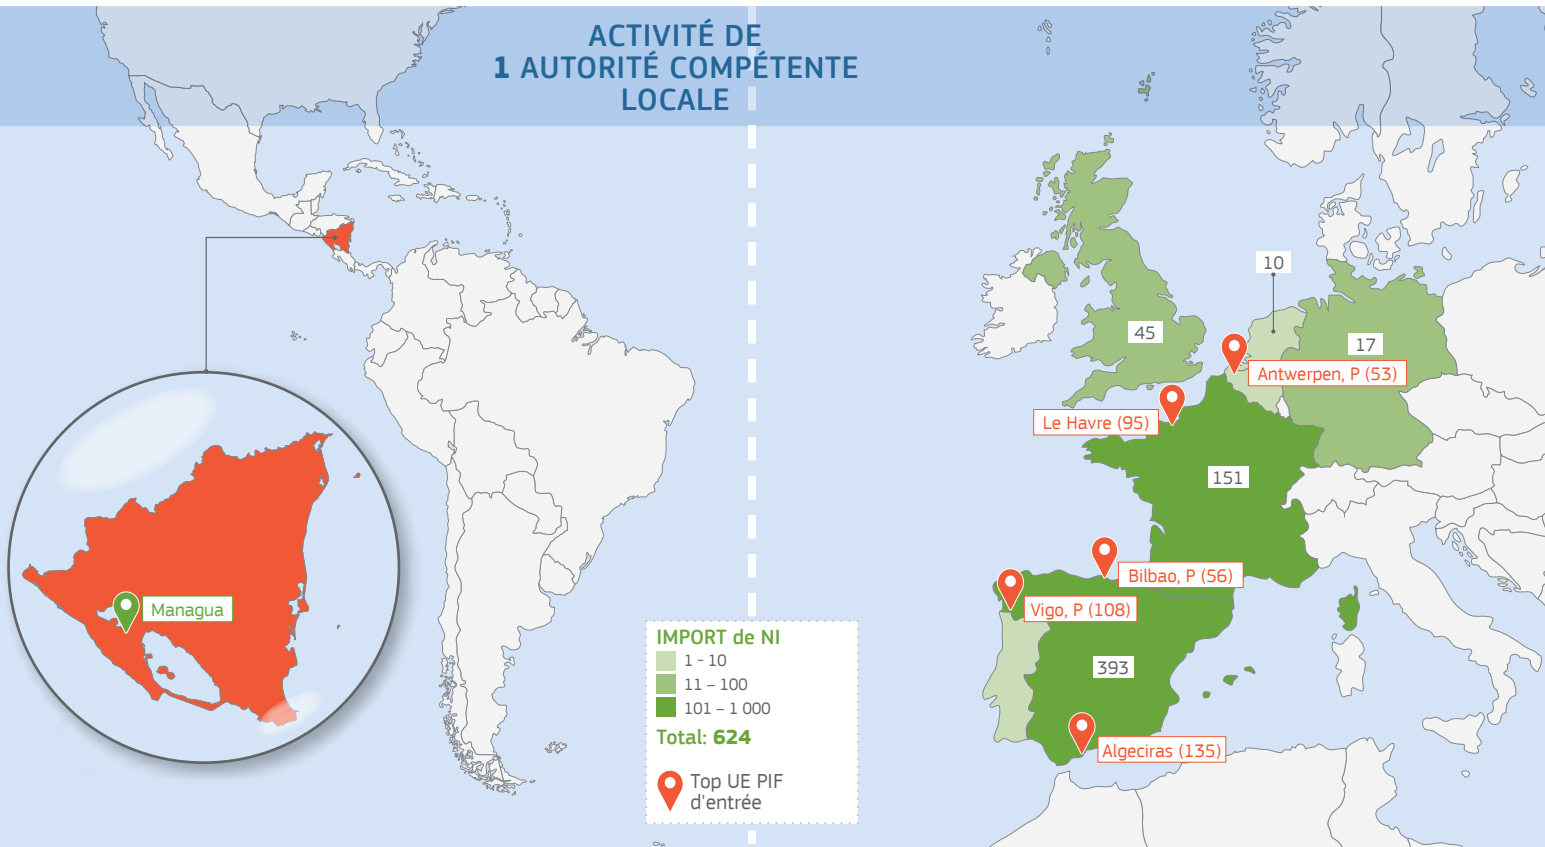 ACTIVITÉ DE
1 AUTORITÉ COMPÉTENTE
LOCALE
10
45
17
Antwerpen, P (53)
Le Havre (95)
151
Bilbao, P (56)
Vigo, P (108)
Managua
393
Algeciras (135)
IMPORT de NI
1 - 10
11 – 100
101 – 1 000
Total: 624
Top UE PIF
d'entrée